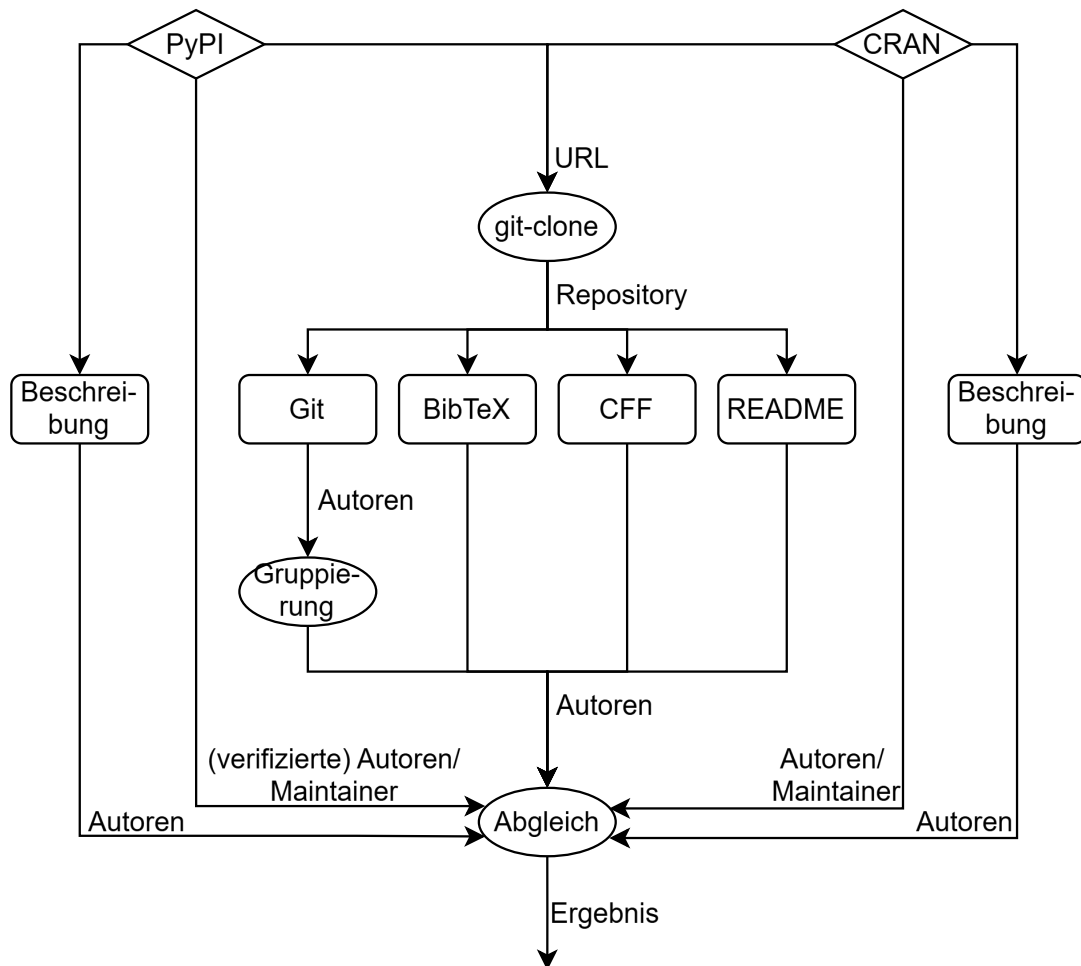 PyPI
CRAN
URL
git-clone
Repository
Beschrei-
bung
Git
BibTeX
CFF
README
Beschrei-
bung
Autoren
Gruppie-
rung
Autoren
(verifizierte) Autoren/
Maintainer
Autoren/
Maintainer
Autoren
Abgleich
Autoren
Ergebnis